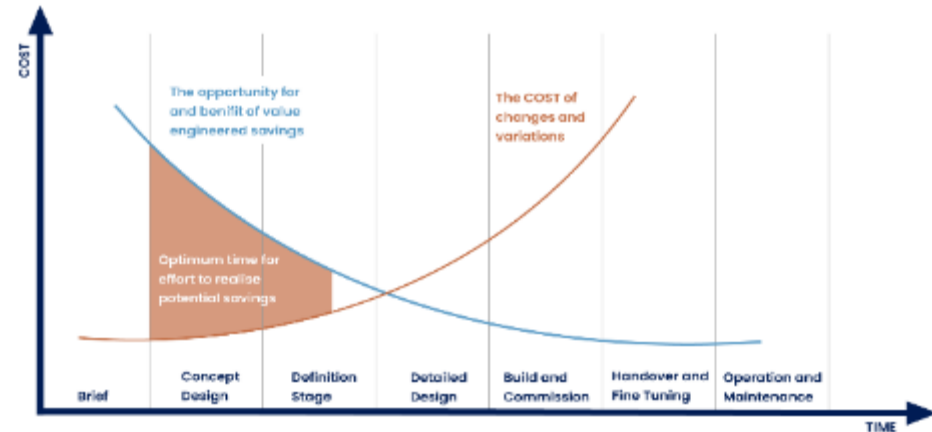 COST
The opportunity for
and benifit of value
engineered savings
The COST of
changes and
variations
Optimum time for
effort to realise
potential savings
Brief
Concept
Design
Definition
Stage
Detailed
Design
Build and
Commission
Handover and
Fine Tuning
Operation and
Maintenance
TIME